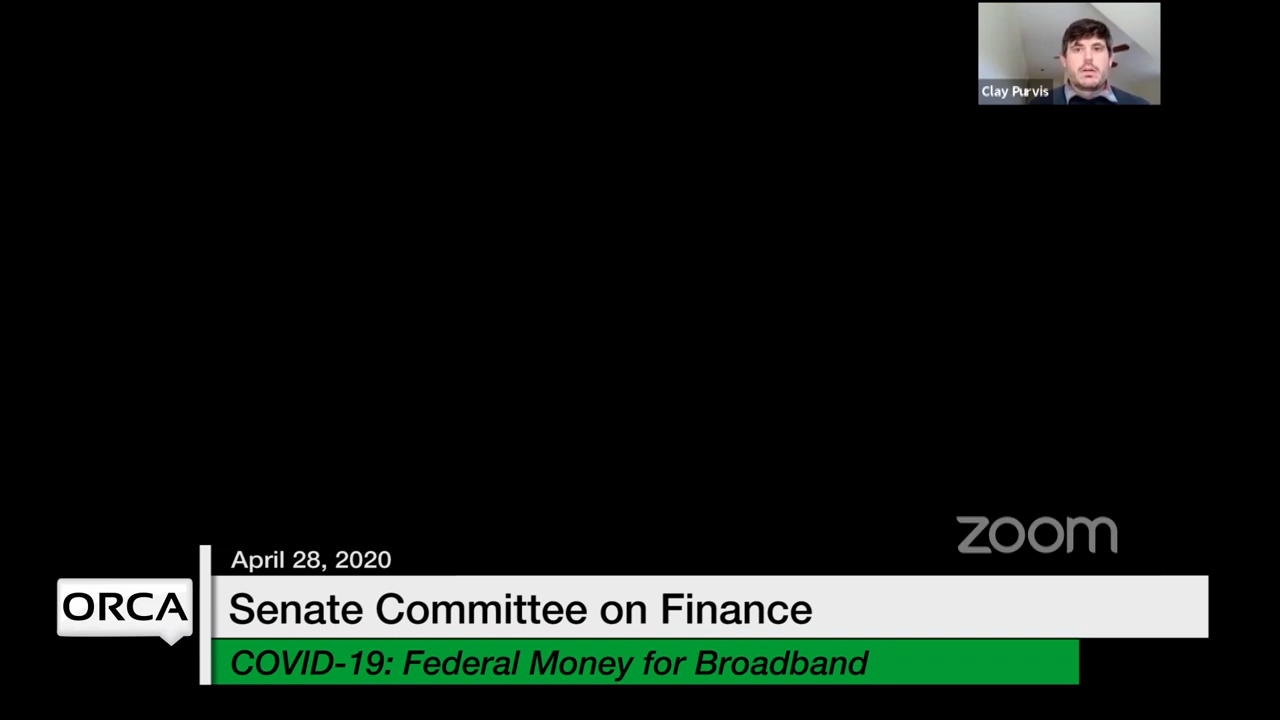 Clay Purvis
zoom
April 28, 2020
ORCA
Senate Committee on Finance
COVID-19: Federal Money for Broadband